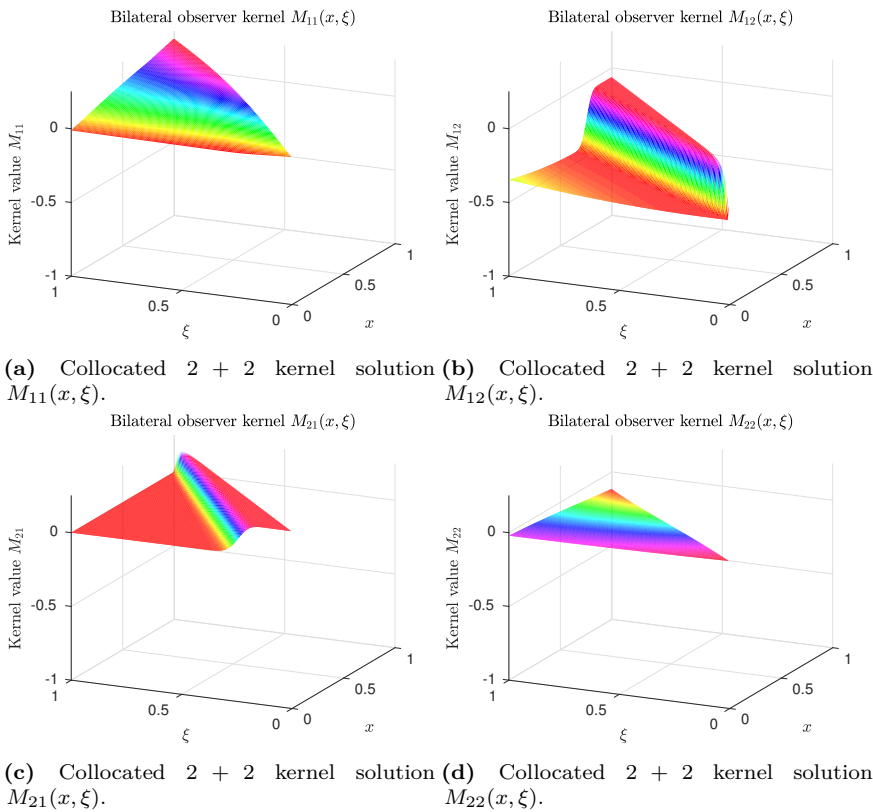 Bilateral observer kernel M₁₁(x, ξ)
Kernel value M₁₁
0
-0.5
-1
1
0.5
0
ξ
0
0.5
1
x
(a) Collocated 2 + 2 kernel solution
M₁₁(x, ξ).
Bilateral observer kernel M₁₂(x, ξ)
Kernel value M₁₂
0
-0.5
-1
1
0.5
0
ξ
0
0.5
1
x
(b) Collocated 2 + 2 kernel solution
M₁₂(x, ξ).
Bilateral observer kernel M₂₁(x, ξ)
Kernel value M₂₁
0
-0.5
-1
1
0.5
0
ξ
0
0.5
1
x
(c) Collocated 2 + 2 kernel solution
M₂₁(x, ξ).
Bilateral observer kernel M₂₂(x, ξ)
Kernel value M₂₂
0
-0.5
-1
1
0.5
0
ξ
0
0.5
1
x
(d) Collocated 2 + 2 kernel solution
M₂₂(x, ξ).